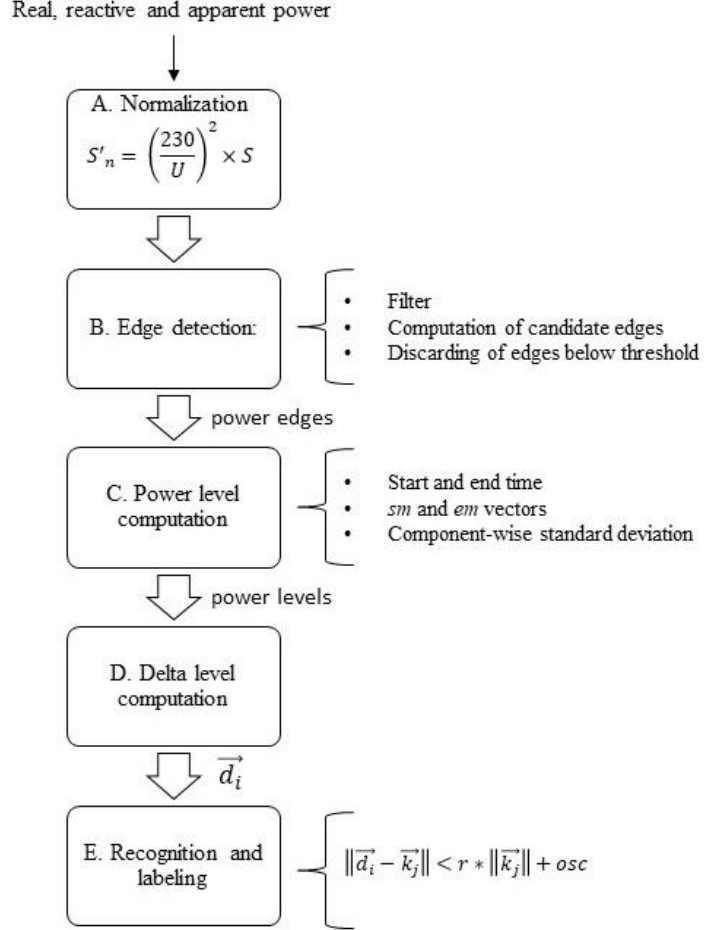 Real, reactive and apparent power
A. Normalization
S'ₙ = (230/U)² × S
B. Edge detection:
• Filter
• Computation of candidate edges
• Discarding of edges below threshold
power edges
C. Power level
computation
• Start and end time
• sm and em vectors
• Component-wise standard deviation
power levels
D. Delta level
computation
d⃗ᵢ
E. Recognition and
labeling
‖d⃗ᵢ − k⃗ⱼ‖ < r * ‖k⃗ⱼ‖ + osc